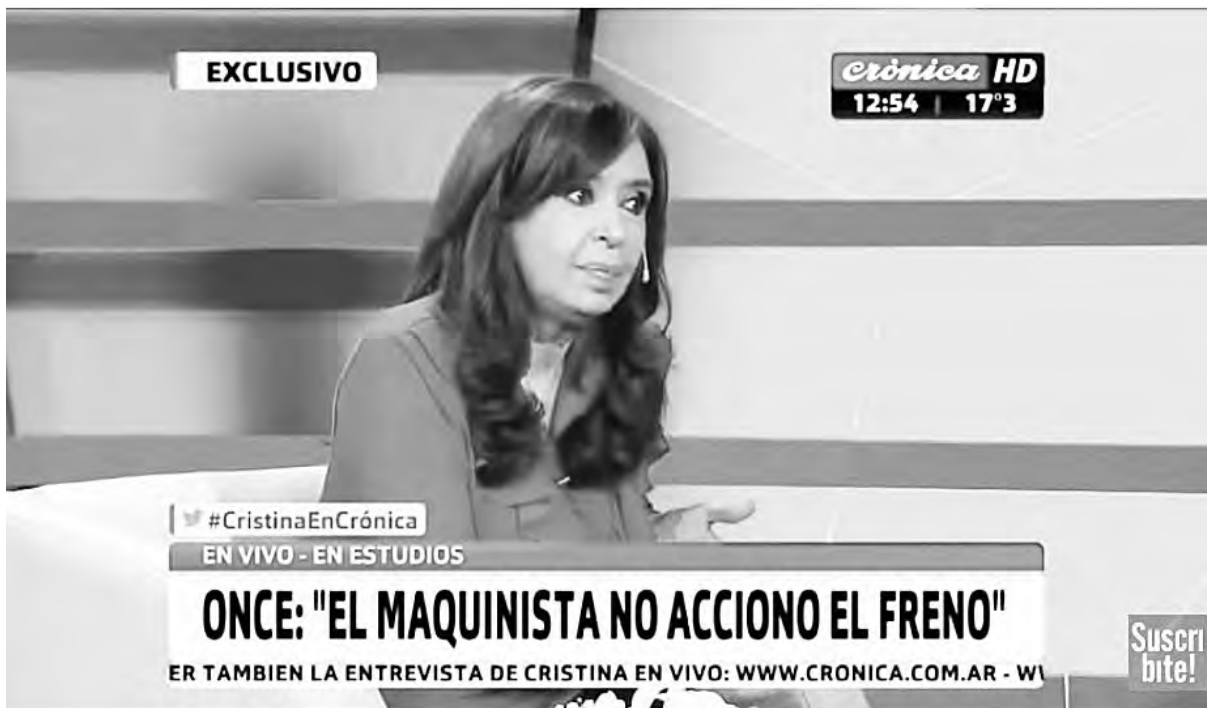 EXCLUSIVO
crònica HD
12:54 17°3
#CristinaEnCrónica
EN VIVO - EN ESTUDIOS
ONCE: "EL MAQUINISTA NO ACCIONO EL FRENO"
ER TAMBIEN LA ENTREVISTA DE CRISTINA EN VIVO: WWW.CRONICA.COM.AR -
Suscri
bite!